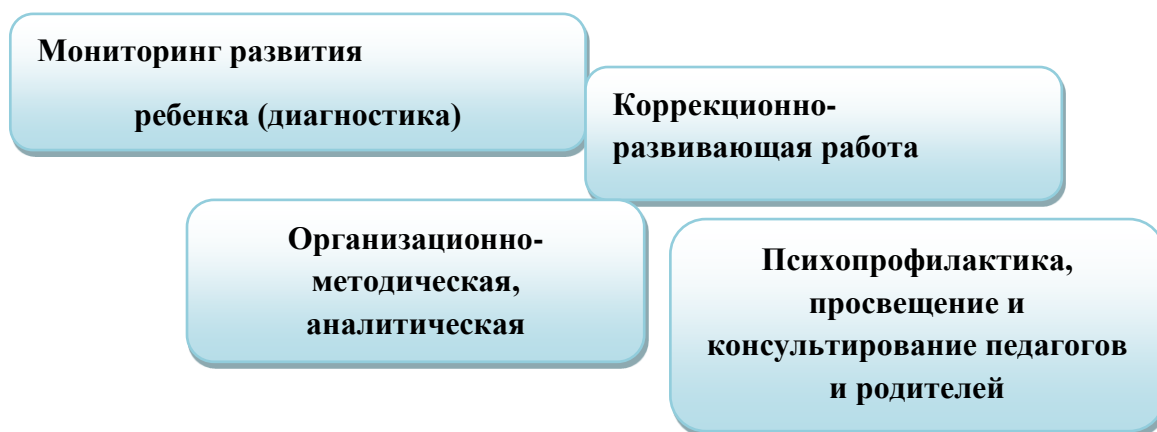 Мониторинг развития
ребенка (диагностика)
Коррекционно-
развивающая работа
Организационно-
методическая,
аналитическая
Психопрофилактика,
просвещение и
консультирование педагогов
и родителей